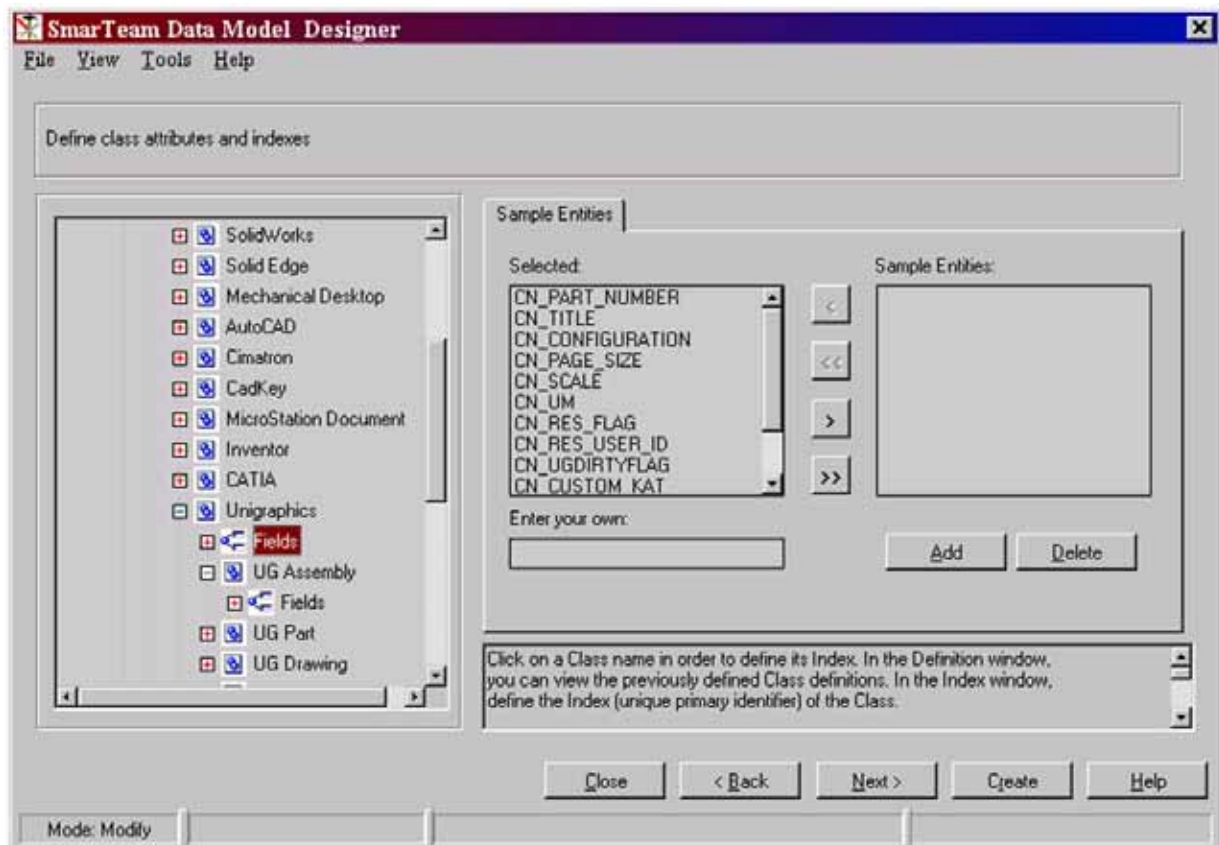 SmarTeam Data Model Designer
File View Tools Help
Define class attributes and indexes
SolidWorks
Solid Edge
Mechanical Desktop
AutoCAD
Cimatron
CadKey
MicroStation Document
Inventor
CATIA
Unigraphics
Fields
UG Assembly
Fields
UG Part
UG Drawing
Sample Entities
Selected:
CN_PART_NUMBER
CN_TITLE
CN_CONFIGURATION
CN_PAGE_SIZE
CN_SCALE
CN_UM
CN_RES_FLAG
CN_RES_USER_ID
CN_UGDIRTYFLAG
CN_CUSTOM_KAT
<
<<
>
>>
Sample Entities:
Enter your own:
Add Delete
Click on a Class name in order to define its Index. In the Definition window,
you can view the previously defined Class definitions. In the Index window,
define the Index (unique primary identifier) of the Class.
Close < Back Next > Create Help
Mode: Modify